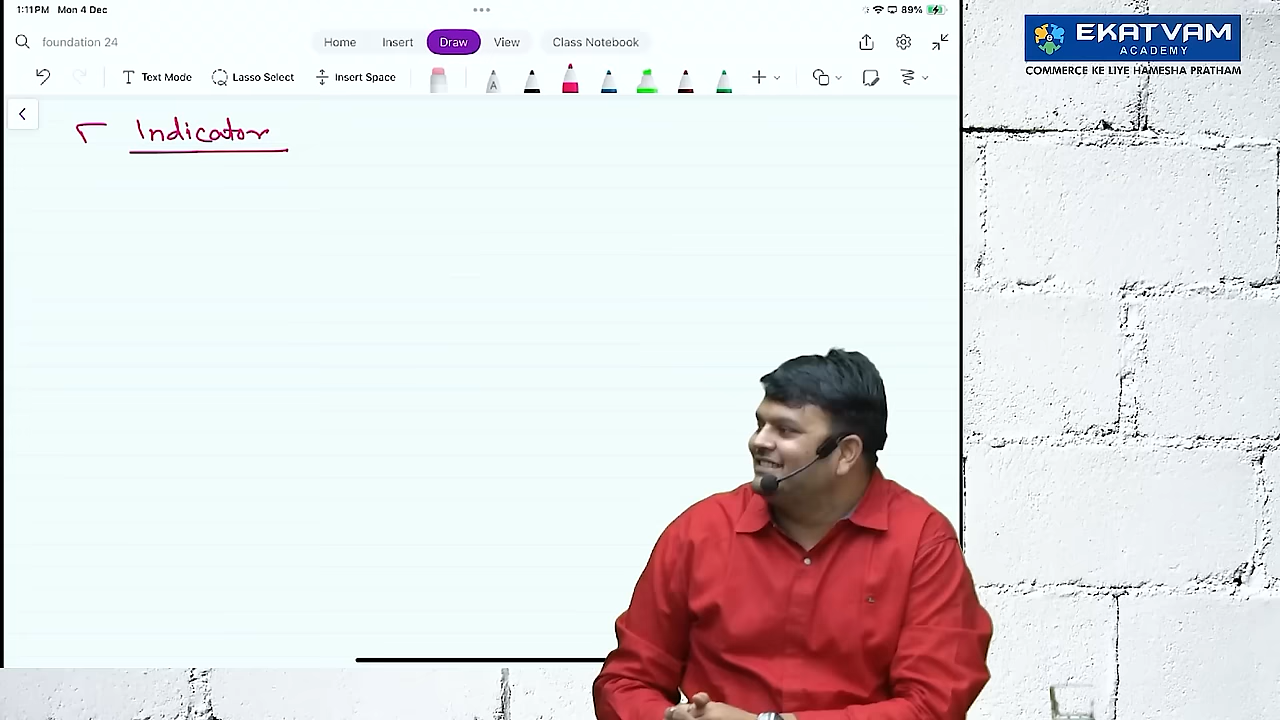 1:11 PM Mon 4 Dec
89%
foundation 24
Home Insert Draw View Class Notebook
Text Mode Lasso Select Insert Space
A
Indicator
EKATVAM
ACADEMY
COMMERCE KE LIYE HAMESHA PRATHAM